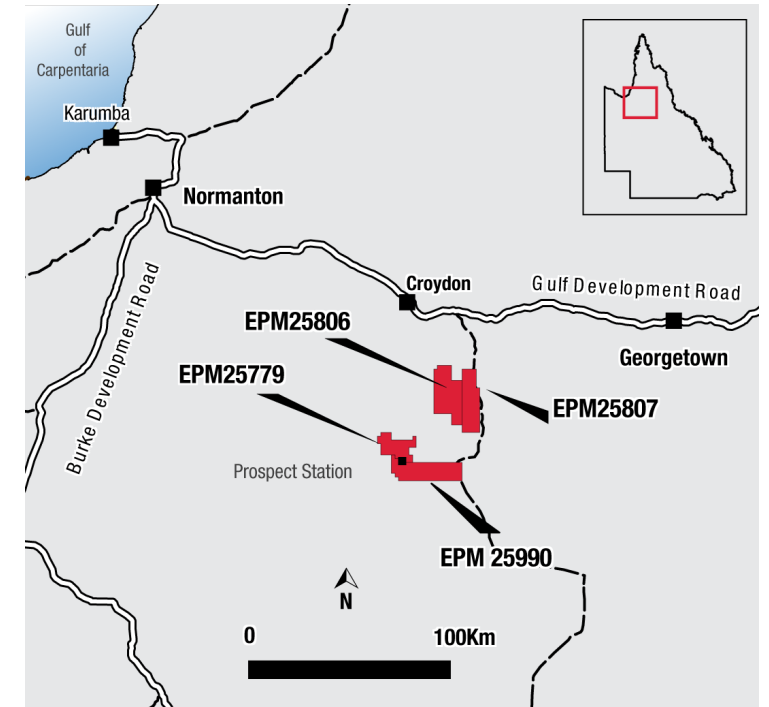 Gulf
of
Carpentaria
Karumba
Normanton
Croydon
Gulf Development Road
EPM25806
Georgetown
EPM25779
EPM25807
Burke Development Road
Prospect Station
EPM 25990
N
0 100Km